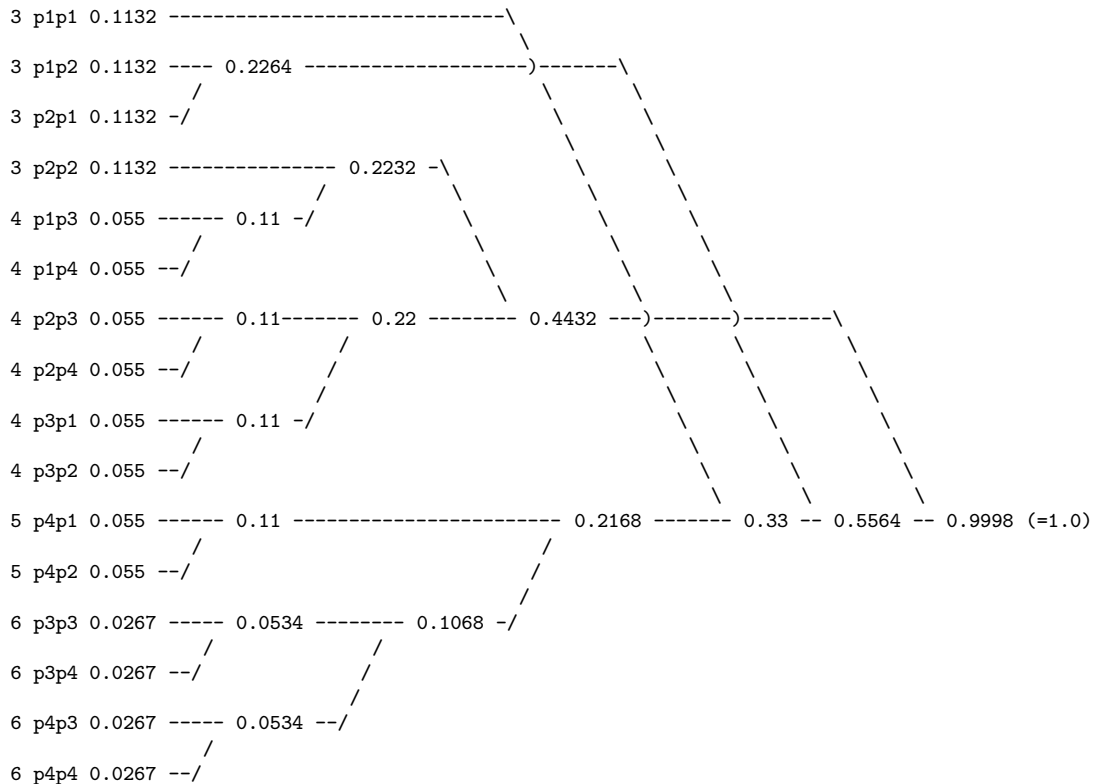 3 p1p1 0.1132
3 p1p2 0.1132 0.2264
3 p2p1 0.1132
3 p2p2 0.1132 0.2232
4 p1p3 0.055 0.11
4 p1p4 0.055
4 p2p3 0.055 0.11 0.22 0.4432
4 p2p4 0.055
4 p3p1 0.055 0.11
4 p3p2 0.055
5 p4p1 0.055 0.11 0.2168 0.33 0.5564 0.9998 (=1.0)
5 p4p2 0.055
6 p3p3 0.0267 0.0534 0.1068
6 p3p4 0.0267
6 p4p3 0.0267 0.0534
6 p4p4 0.0267